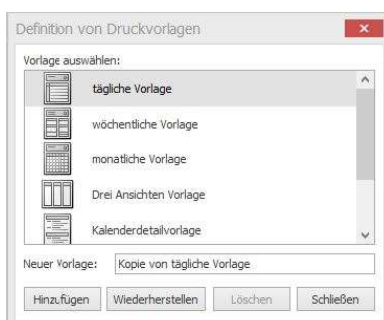 Definition von Druckvorlagen
Vorlage auswählen:
tägliche Vorlage
wöchentliche Vorlage
monatliche Vorlage
Drei Ansichten Vorlage
Kalenderdetailvorlage
Neuer Vorlage: Kopie von tägliche Vorlage
Hinzufügen Wiederherstellen Löschen Schließen